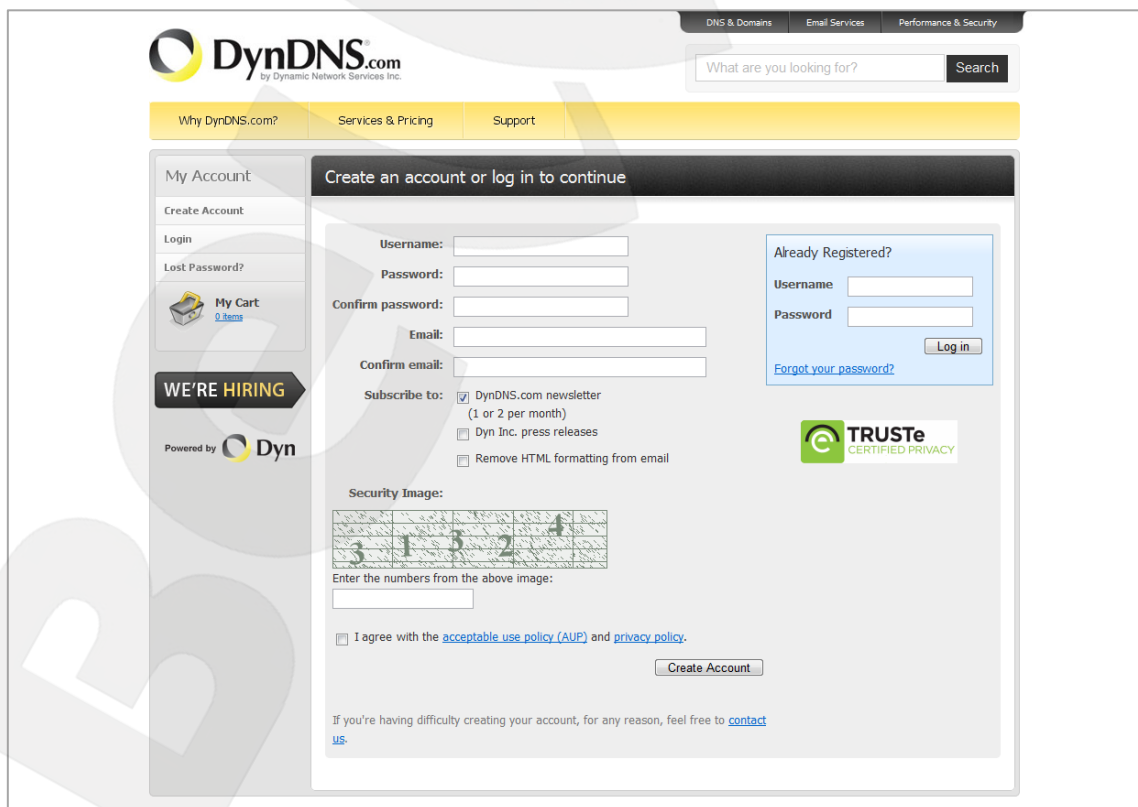 DNS & Domains
Email Services
Performance & Security
DynDNS.com
by Dynamic Network Services Inc.
What are you looking for?
Search
Why DynDNS.com?
Services & Pricing
Support
My Account
Create Account
Login
Lost Password?
My Cart
0 items
WE'RE HIRING
Powered by Dyn
Create an account or log in to continue
Username:
Password:
Confirm password:
Email:
Confirm email:
Subscribe to:
DynDNS.com newsletter
(1 or 2 per month)
Dyn Inc. press releases
Remove HTML formatting from email
Security Image:
3 1 3 2 4
Enter the numbers from the above image:
I agree with the acceptable use policy (AUP) and privacy policy.
Create Account
If you're having difficulty creating your account, for any reason, feel free to contact
us.
Already Registered?
Username
Password
Log in
Forgot your password?
TRUSTe
CERTIFIED PRIVACY